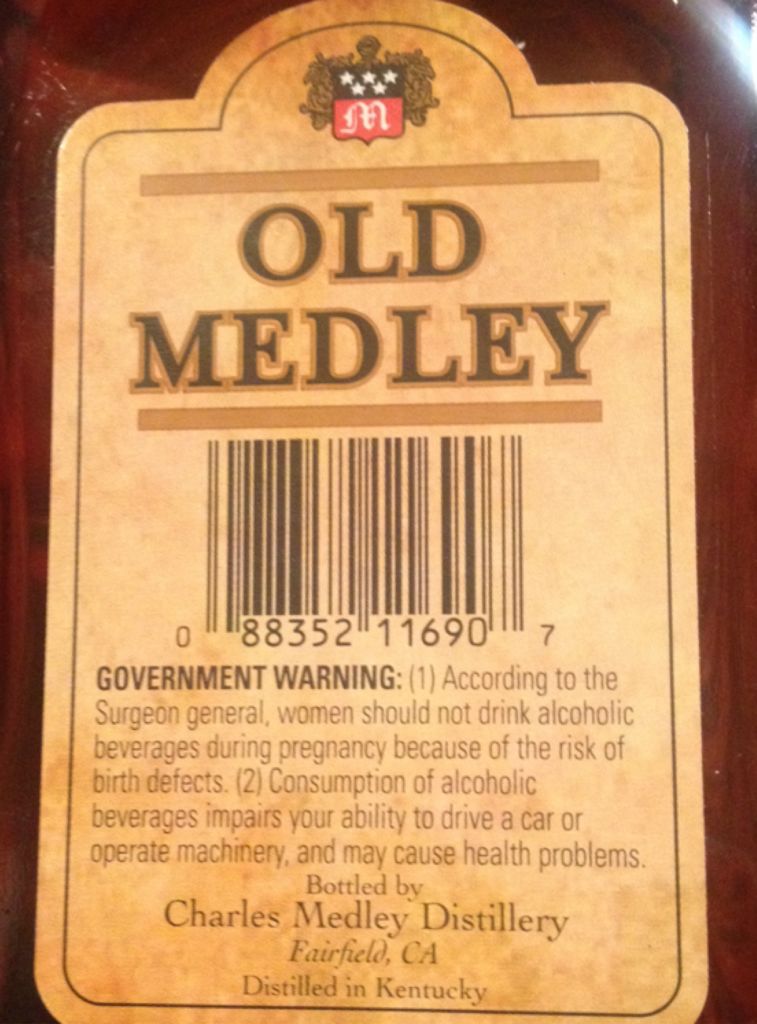 M
OLD
MEDLEY
0 88352 11690 7
GOVERNMENT WARNING: (1) According to the
Surgeon general, women should not drink alcoholic
beverages during pregnancy because of the risk of
birth defects. (2) Consumption of alcoholic
beverages impairs your ability to drive a car or
operate machinery, and may cause health problems.
Bottled by
Charles Medley Distillery
Fairfield, CA
Distilled in Kentucky